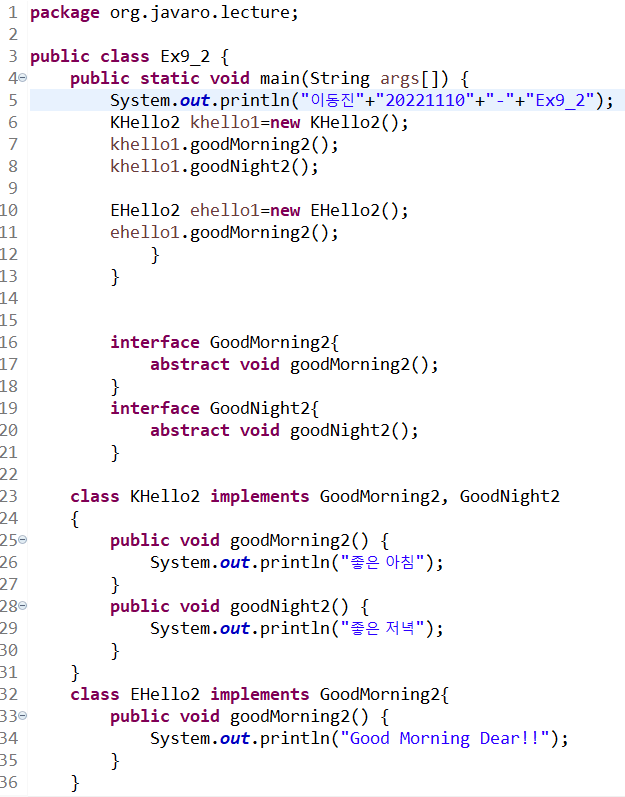 1 package org.javaro.lecture;
2
3 public class Ex9_2 {
4 public static void main(String args[]) {
5 System.out.println("이동진"+"20221110"+"-"+"Ex9_2");
6 KHello2 khello1=new KHello2();
7 khello1.goodMorning2();
8 khello1.goodNight2();
9
10 EHello2 ehello1=new EHello2();
11 ehello1.goodMorning2();
12 }
13 }
14
15
16 interface GoodMorning2{
17 abstract void goodMorning2();
18 }
19 interface GoodNight2{
20 abstract void goodNight2();
21 }
22
23 class KHello2 implements GoodMorning2, GoodNight2
24 {
25 public void goodMorning2() {
26 System.out.println("좋은 아침");
27 }
28 public void goodNight2() {
29 System.out.println("좋은 저녁");
30 }
31 }
32 class EHello2 implements GoodMorning2{
33 public void goodMorning2() {
34 System.out.println("Good Morning Dear!!");
35 }
36 }